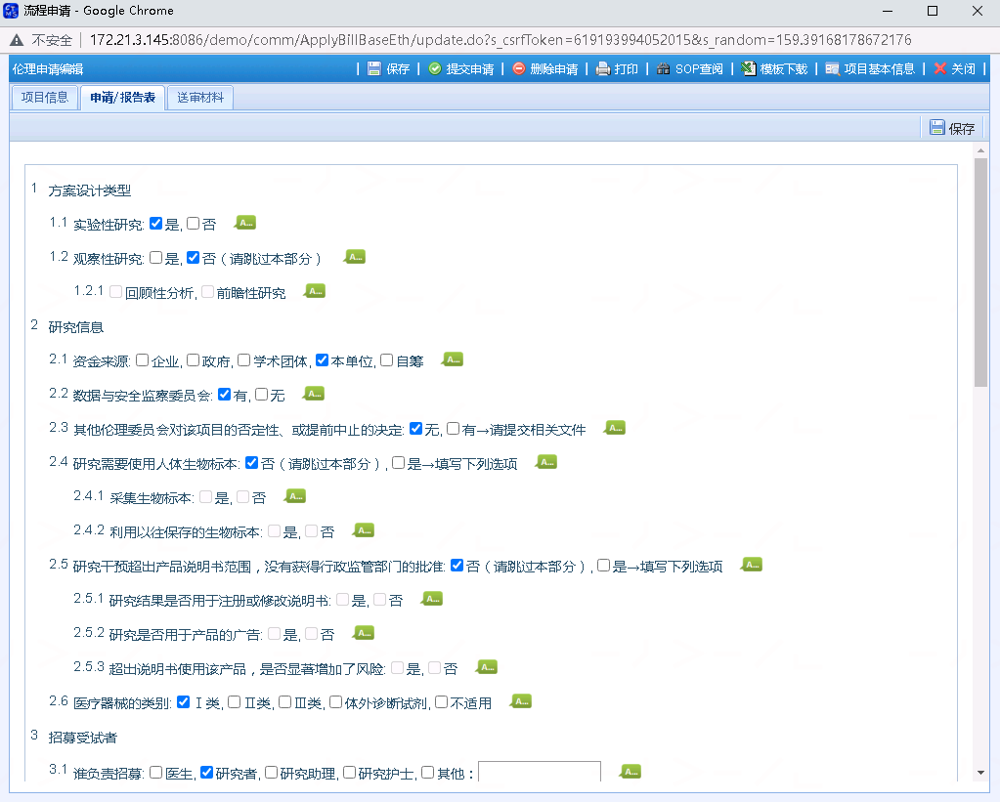 流程申请 - Google Chrome
不安全 172.21.3.145:8086/demo/comm/ApplyBillBaseEth/update.do?s_csrfToken=619193994052015&s_random=159.39168178672176
伦理申请编辑 | 保存 | 提交申请 | 删除申请 | 打印 | SOP查阅 | 模板下载 | 项目基本信息 | 关闭 |
项目信息 申请/报告表 送审材料
保存
1 方案设计类型
1.1 实验性研究: 是, 否 A...
1.2 观察性研究: 是, 否（请跳过本部分） A...
1.2.1 回顾性分析, 前瞻性研究 A...
2 研究信息
2.1 资金来源: 企业, 政府, 学术团体, 本单位, 自筹 A...
2.2 数据与安全监察委员会: 有, 无 A...
2.3 其他伦理委员会对该项目的否定性、或提前中止的决定: 无, 有→请提交相关文件 A...
2.4 研究需要使用人体生物标本: 否（请跳过本部分）, 是→填写下列选项 A...
2.4.1 采集生物标本: 是, 否 A...
2.4.2 利用以往保存的生物标本: 是, 否 A...
2.5 研究干预超出产品说明书范围，没有获得行政监管部门的批准: 否（请跳过本部分）, 是→填写下列选项 A...
2.5.1 研究结果是否用于注册或修改说明书: 是, 否 A...
2.5.2 研究是否用于产品的广告: 是, 否 A...
2.5.3 超出说明书使用该产品，是否显著增加了风险: 是, 否 A...
2.6 医疗器械的类别: Ⅰ类, Ⅱ类, Ⅲ类, 体外诊断试剂, 不适用 A...
3 招募受试者
3.1 谁负责招募: 医生, 研究者, 研究助理, 研究护士, 其他： A...